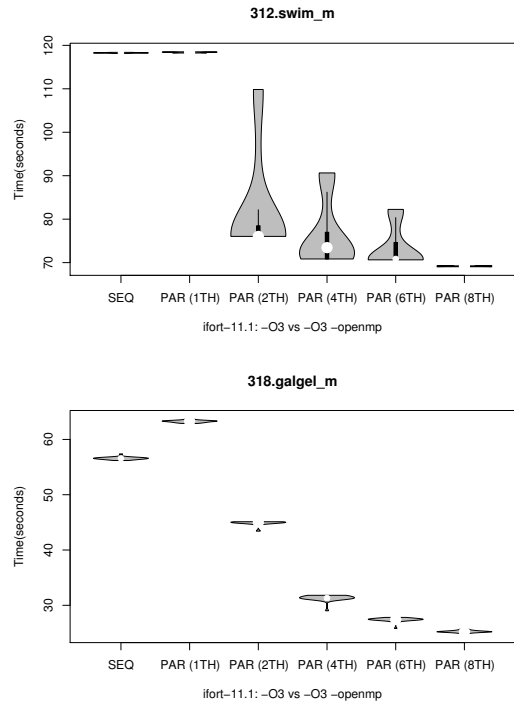 312.swim_m
Time(seconds)
120
110
100
90
80
70
SEQ PAR (1TH) PAR (2TH) PAR (4TH) PAR (6TH) PAR (8TH)
ifort−11.1: −O3 vs −O3 −openmp
318.galgel_m
Time(seconds)
60
50
40
30
SEQ PAR (1TH) PAR (2TH) PAR (4TH) PAR (6TH) PAR (8TH)
ifort−11.1: −O3 vs −O3 −openmp